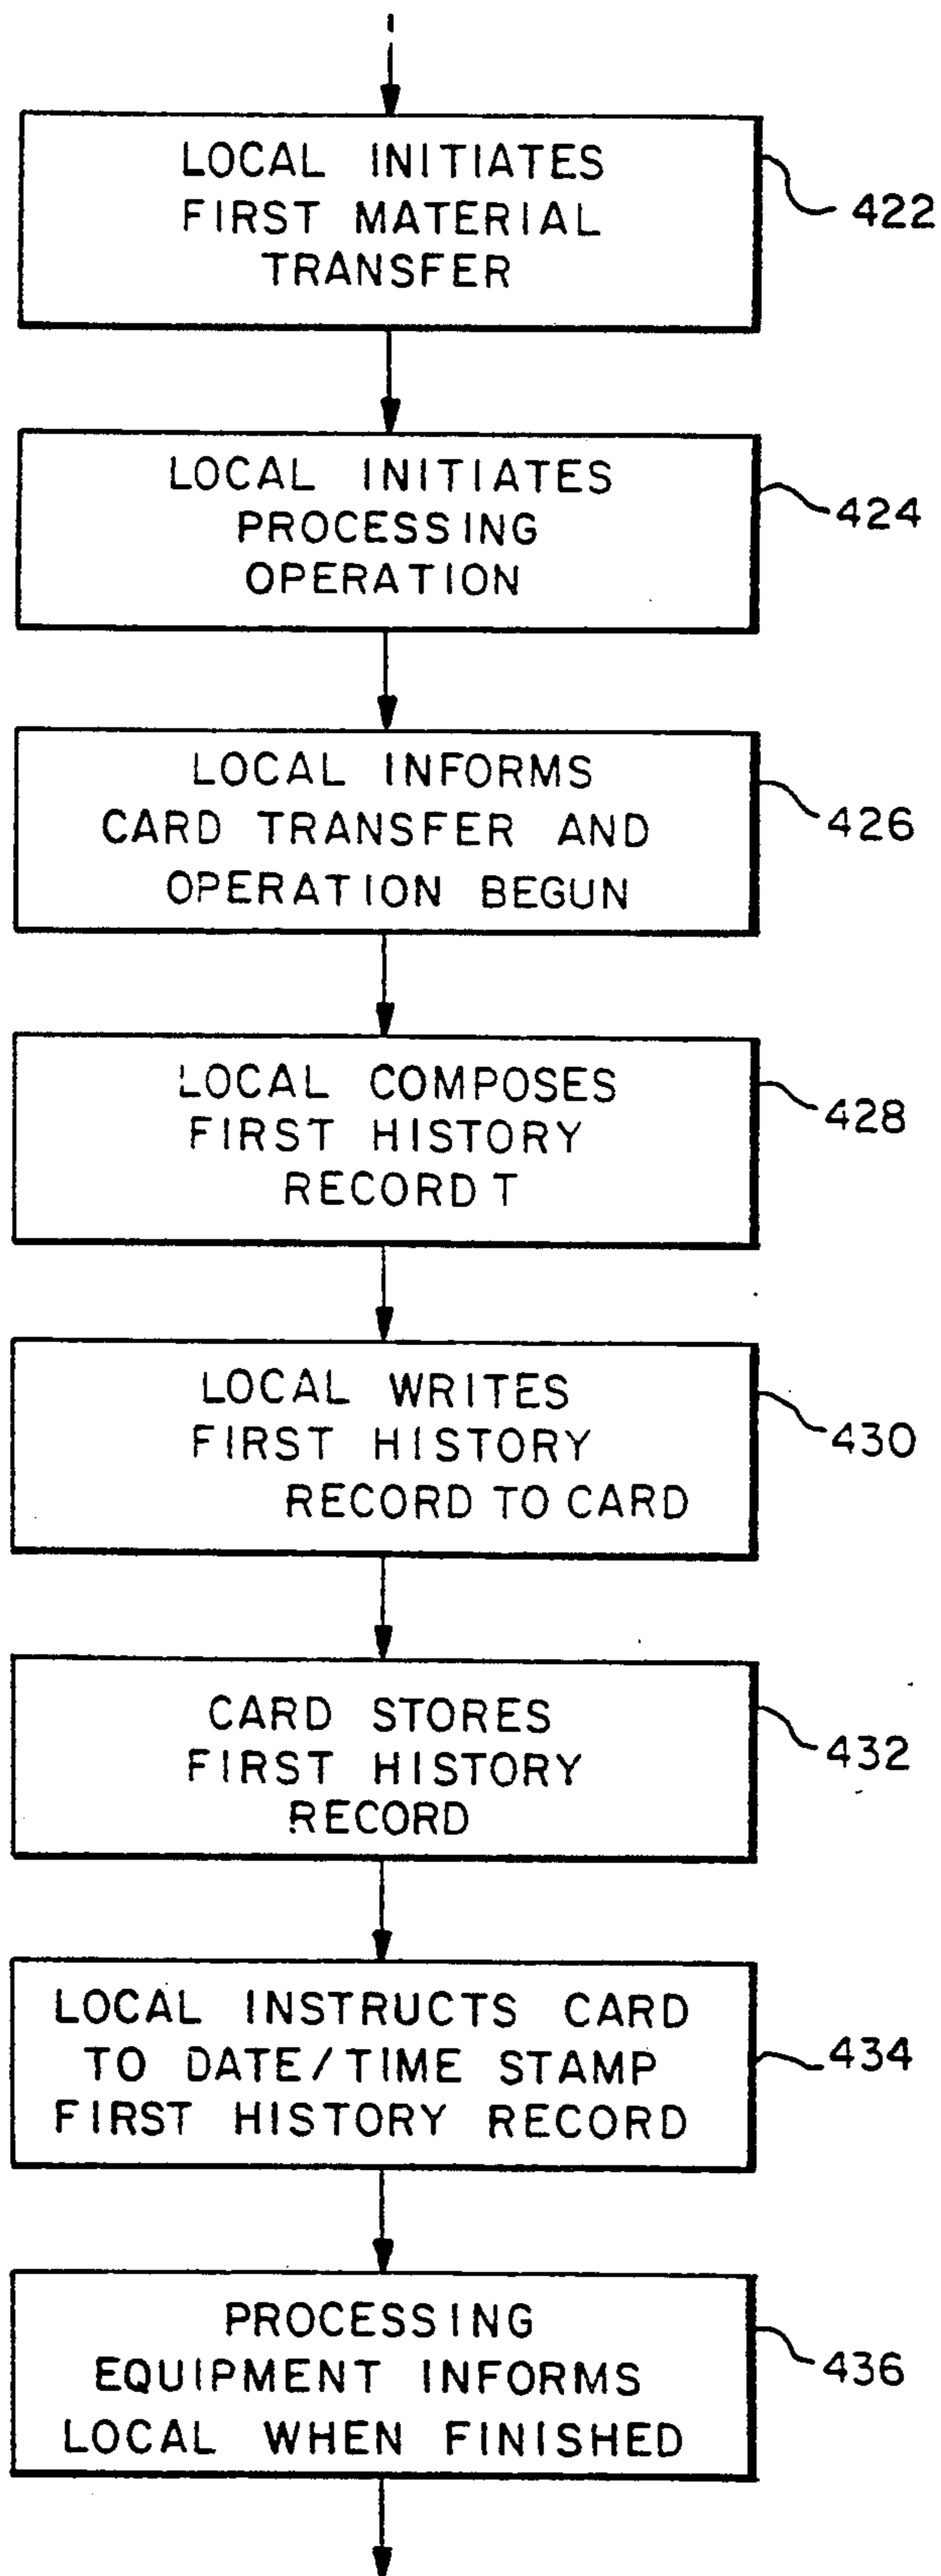 LOCAL INITIATES
FIRST MATERIAL
TRANSFER
422
LOCAL INITIATES
PROCESSING
OPERATION
424
LOCAL INFORMS
CARD TRANSFER AND
OPERATION BEGUN
426
LOCAL COMPOSES
FIRST HISTORY
RECORD T
428
LOCAL WRITES
FIRST HISTORY
RECORD TO CARD
430
CARD STORES
FIRST HISTORY
RECORD
432
LOCAL INSTRUCTS CARD
TO DATE/TIME STAMP
FIRST HISTORY RECORD
434
PROCESSING
EQUIPMENT INFORMS
LOCAL WHEN FINISHED
436